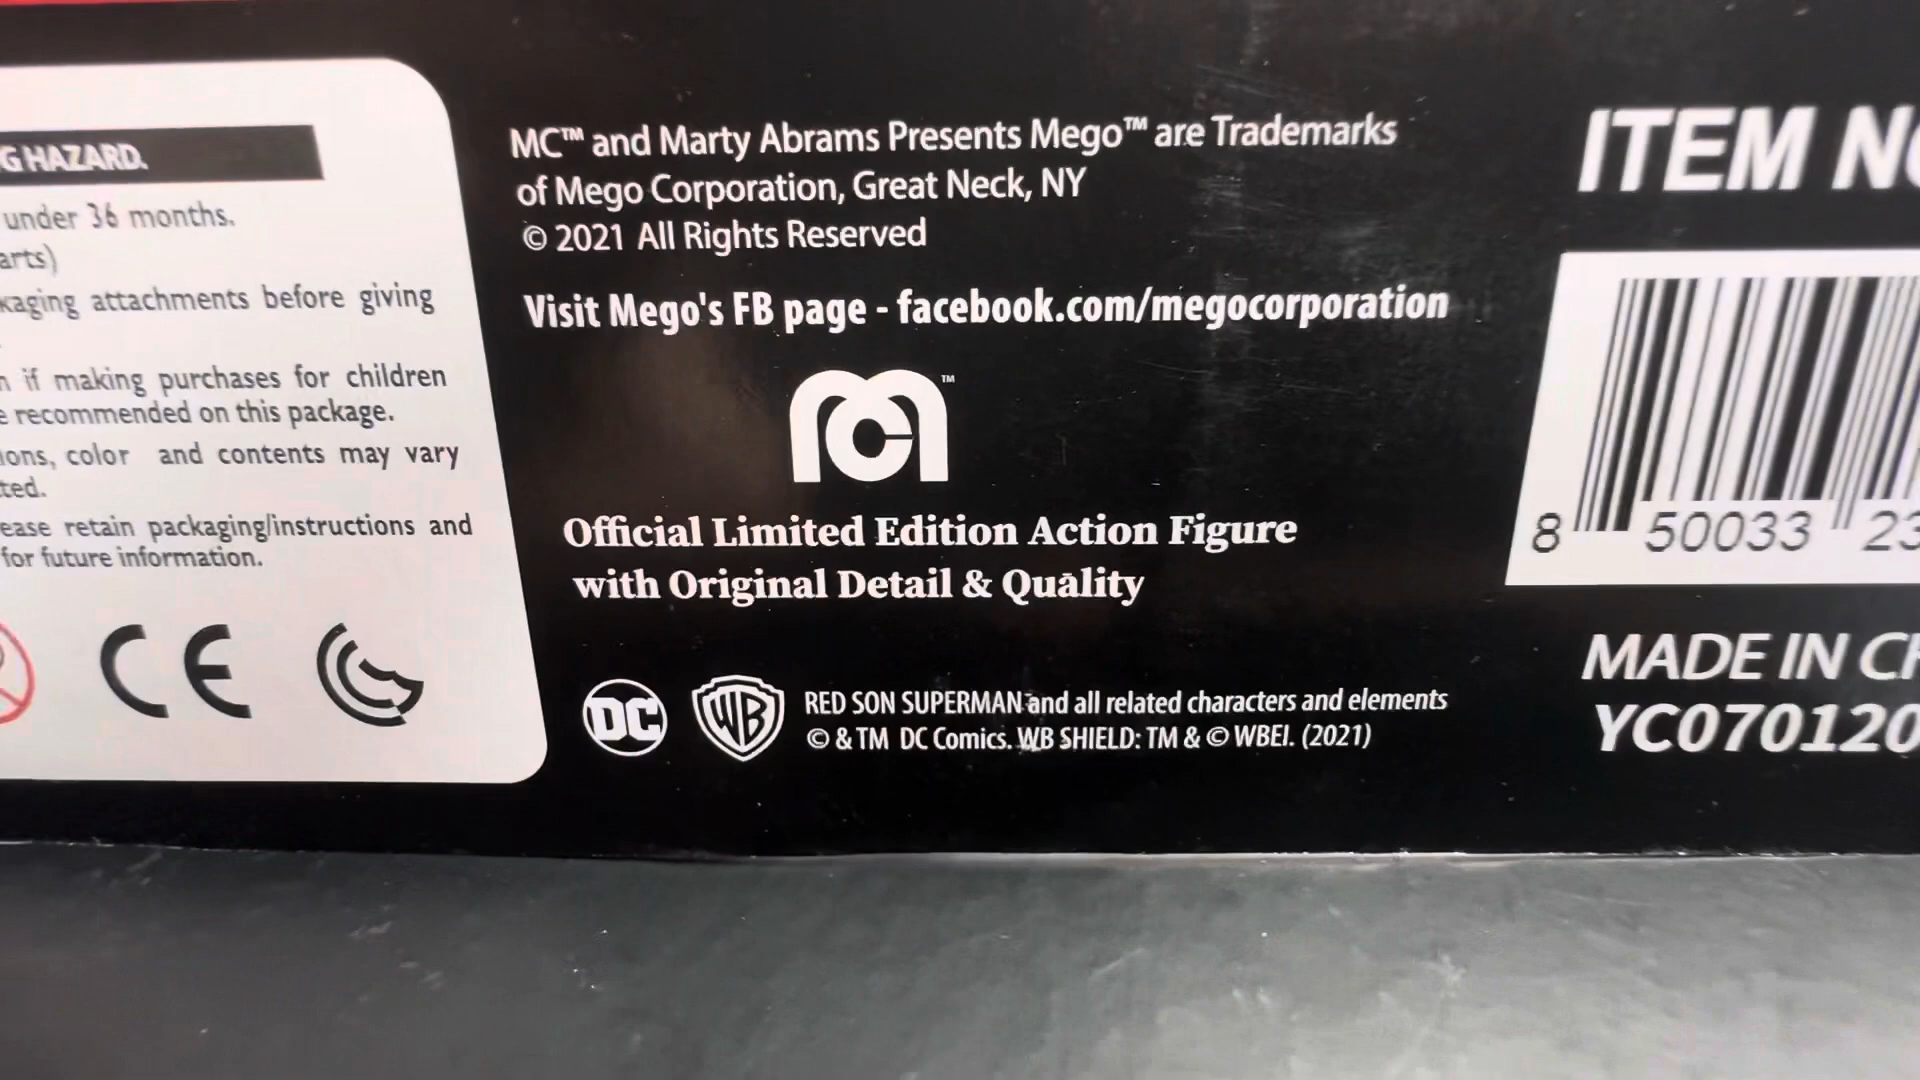 G HAZARD.
under 36 months.
arts)
kaging attachments before giving
n if making purchases for children
e recommended on this package.
ions, color and contents may vary
ted.
ease retain packaging/instructions and
for future information.
CE
MC™ and Marty Abrams Presents Mego™ are Trademarks
of Mego Corporation, Great Neck, NY
© 2021 All Rights Reserved
Visit Mego's FB page - facebook.com/megocorporation
TM
Official Limited Edition Action Figure
with Original Detail & Quality
DC WB RED SON SUPERMAN and all related characters and elements
© & TM DC Comics. WB SHIELD: TM & © WBEI. (2021)
ITEM N
8 50033 23
MADE IN CH
YC070120